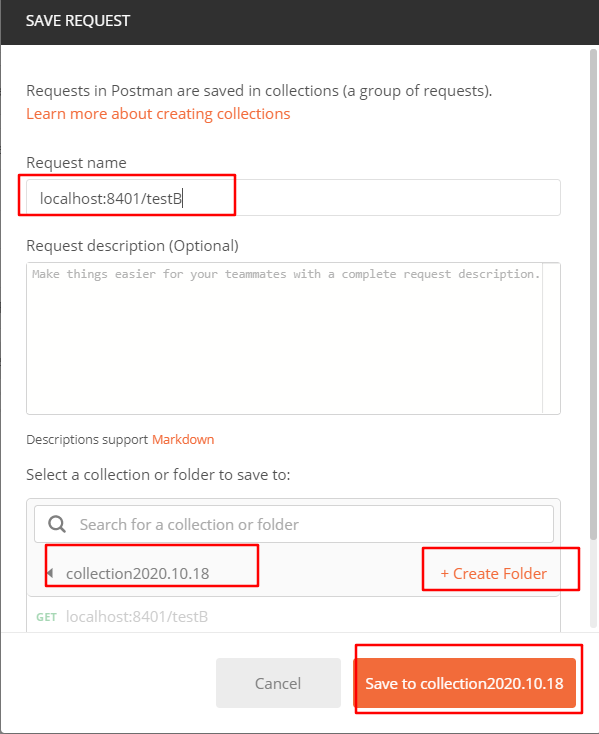 SAVE REQUEST
Requests in Postman are saved in collections (a group of requests).
Learn more about creating collections
Request name
localhost:8401/testB
Request description (Optional)
Make things easier for your teammates with a complete request description.
Descriptions support Markdown
Select a collection or folder to save to:
Search for a collection or folder
collection2020.10.18
+ Create Folder
GET localhost:8401/testB
Cancel
Save to collection2020.10.18